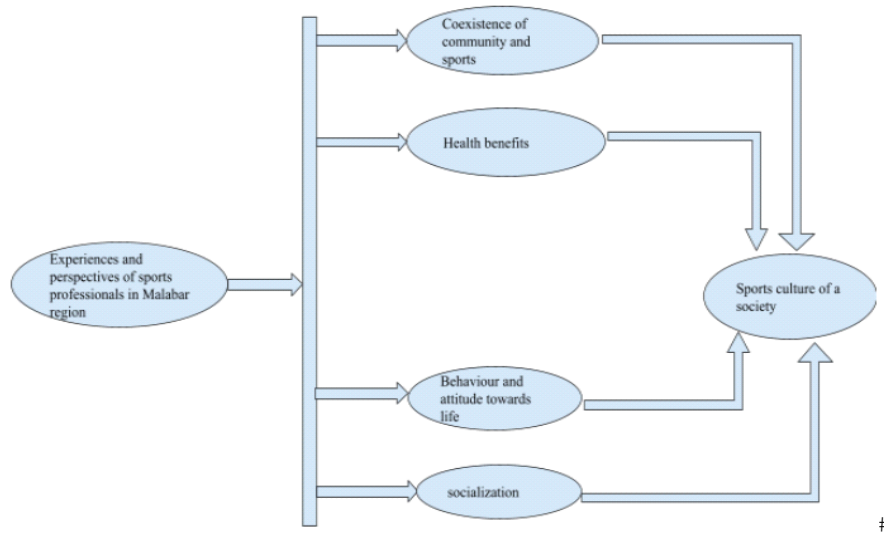 Coexistence of
community and
sports
Health benefits
Experiences and
perspectives of sports
professionals in Malabar
region
Sports culture of a
society
Behaviour and
attitude towards
life
socialization
#